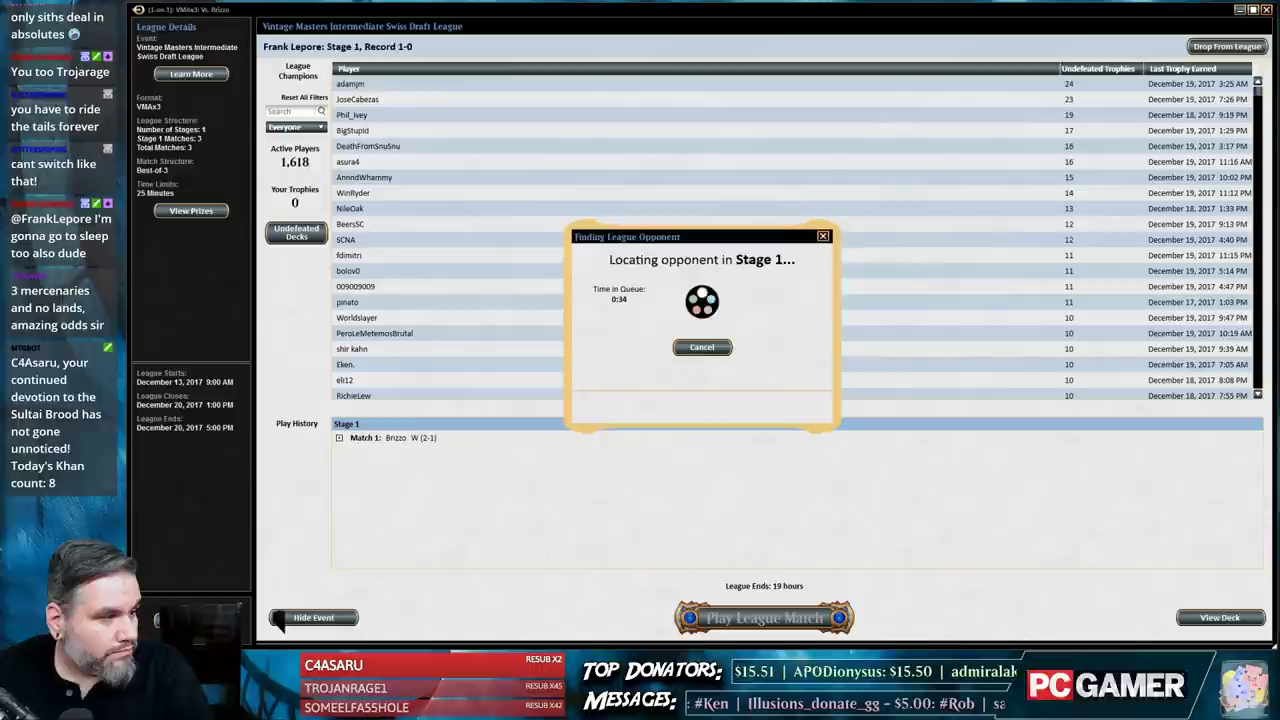 only siths deal in
absolutes
You too Trojarage
you have to ride
the tails forever
cant switch like
that!
@FrankLepore I'm
gonna go to sleep
too also dude
3 mercenaries
and no lands,
amazing odds sir
MTGBOT
C4Asaru, your
continued
devotion to the
Sultai Brood has
not gone
unnoticed!
Today's Khan
count: 8
(1-on-1): VMAx3: Vs. Brizzo
League Details
Event:
Vintage Masters Intermediate
Swiss Draft League
Learn More
Format:
VMAx3
League Structure:
Number of Stages: 1
Stage 1 Matches: 3
Total Matches: 3
Match Structure:
Best-of-3
Time Limits:
25 Minutes
View Prizes
League Starts:
December 13, 2017 9:00 AM
League Closes:
December 20, 2017 1:00 PM
League Ends:
December 20, 2017 5:00 PM
Vintage Masters Intermediate Swiss Draft League
Frank Lepore: Stage 1, Record 1-0
Drop From League
League
Champions
Reset All Filters
Search
Everyone
Active Players
1,618
Your Trophies
0
Undefeated
Decks
Player Undefeated Trophies Last Trophy Earned
adamjm 24 December 19, 2017 3:25 AM
JoseCabezas 23 December 19, 2017 7:26 PM
Phil_Ivey 19 December 18, 2017 9:19 PM
BigStupid 17 December 19, 2017 1:29 PM
DeathFromSnuSnu 16 December 19, 2017 3:17 PM
asura4 16 December 19, 2017 11:16 AM
AnnndWhammy 15 December 19, 2017 10:02 PM
WinRyder 14 December 19, 2017 11:12 PM
NileOak 13 December 18, 2017 1:33 PM
BeersSC 12 December 19, 2017 9:13 PM
SCNA 12 December 19, 2017 4:40 PM
fdimitri 11 December 19, 2017 11:15 PM
bolov0 11 December 19, 2017 5:14 PM
009009009 11 December 19, 2017 4:47 PM
pinato 11 December 17, 2017 1:03 PM
Worldslayer 10 December 19, 2017 9:47 PM
PeroLeMetemosBrutal 10 December 19, 2017 10:19 AM
shir kahn 10 December 19, 2017 9:39 AM
Eken. 10 December 19, 2017 7:05 AM
eli12 10 December 18, 2017 8:08 PM
RichieLew 10 December 18, 2017 7:55 PM
Finding League Opponent
Locating opponent in Stage 1...
Time in Queue:
0:34
Cancel
Play History
Stage 1
Match 1: Brizzo W (2-1)
League Ends: 19 hours
Hide Event
Play League Match
View Deck
C4ASARU RESUB X2
TROJANRAGE1 RESUB X45
SOMEELFA55HOLE RESUB X42
TOP DONATORS: $15.51 | APODionysus: $15.50 | admiralak
MESSAGES: : #Ken | Illusions_donate_gg - $5.00: #Rob | sa
PC GAMER